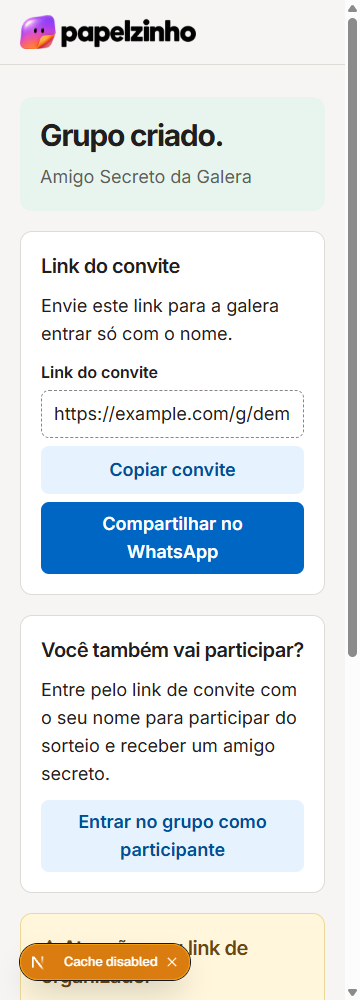 papelzinho
Grupo criado.
Amigo Secreto da Galera
Link do convite
Envie este link para a galera
entrar só com o nome.
Link do convite
https://example.com/g/dem
Copiar convite
Compartilhar no
WhatsApp
Você também vai participar?
Entre pelo link de convite com
o seu nome para participar do
sorteio e receber um amigo
secreto.
Entrar no grupo como
participante
link de
N Cache disabled ×